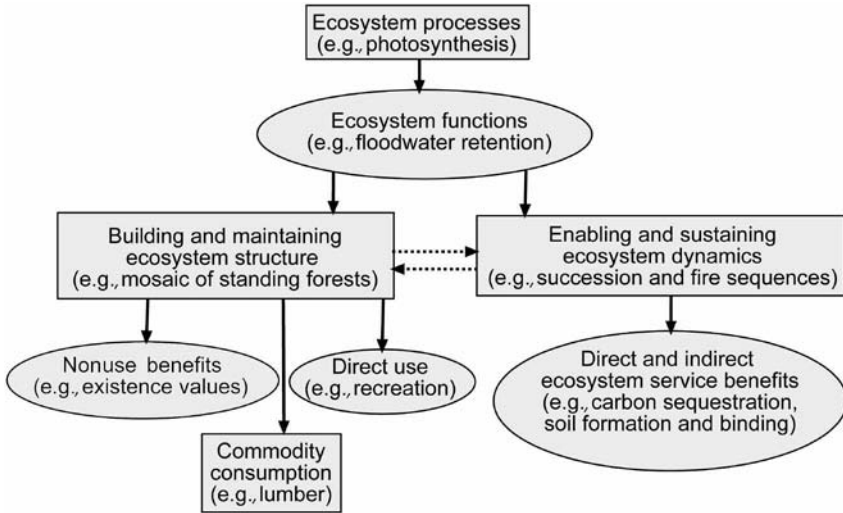 Ecosystem processes
(e.g., photosynthesis)
Ecosystem functions
(e.g., floodwater retention)
Building and maintaining
ecosystem structure
(e.g., mosaic of standing forests)
Enabling and sustaining
ecosystem dynamics
(e.g., succession and fire sequences)
Nonuse benefits
(e.g., existence values)
Direct use
(e.g., recreation)
Direct and indirect
ecosystem service benefits
(e.g., carbon sequestration,
soil formation and binding)
Commodity
consumption
(e.g., lumber)